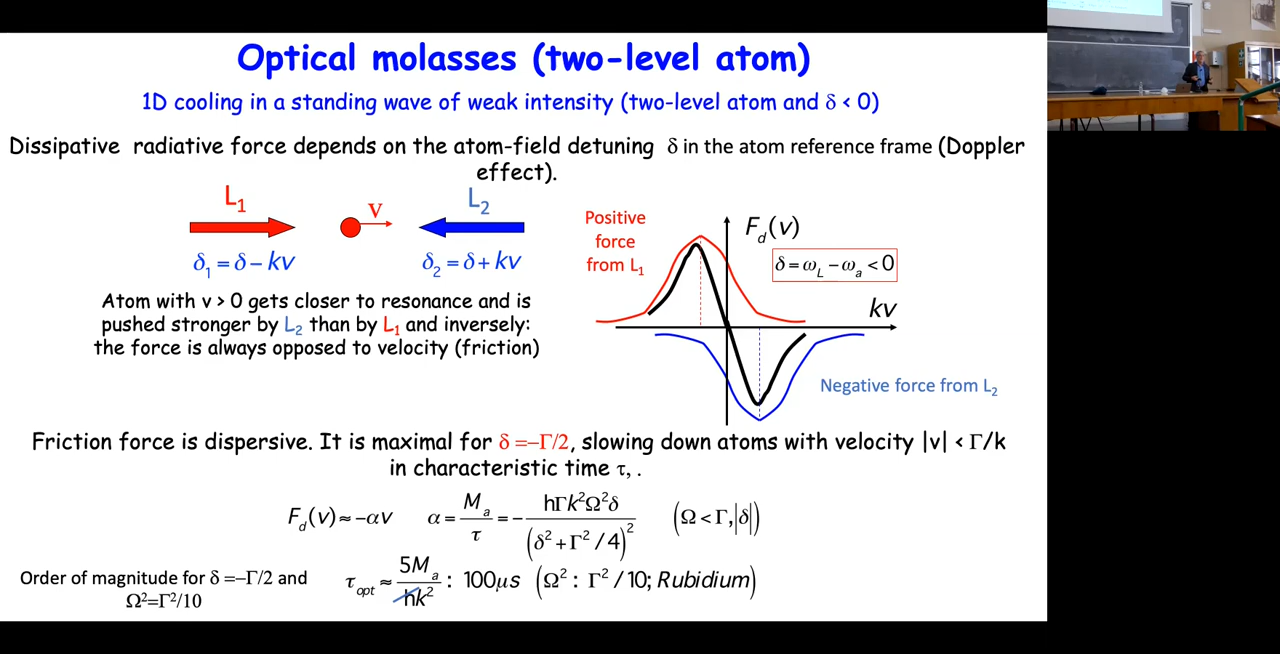 Optical molasses (two-level atom)
1D cooling in a standing wave of weak intensity (two-level atom and δ < 0)
Dissipative radiative force depends on the atom-field detuning δ in the atom reference frame (Doppler
effect).
L₁
v
L₂
δ₁ = δ – kv
δ₂ = δ + kv
Atom with v > 0 gets closer to resonance and is
pushed stronger by L₂ than by L₁ and inversely:
the force is always opposed to velocity (friction)
Positive
force
from L₁
F_d(v)
δ = ω_L – ω_a < 0
kv
Negative force from L₂
Friction force is dispersive. It is maximal for δ =–Γ/2, slowing down atoms with velocity |v| < Γ/k
in characteristic time τ, .
F_d(v) ≈ –αv α = M_a/τ = – hΓk²Ω²δ/(δ² + Γ²/4)² (Ω < Γ,|δ|)
Order of magnitude for δ =–Γ/2 and
Ω²=Γ²/10
τ_opt ≈ 5M_a/ħk² : 100μs (Ω² : Γ²/10; Rubidium)